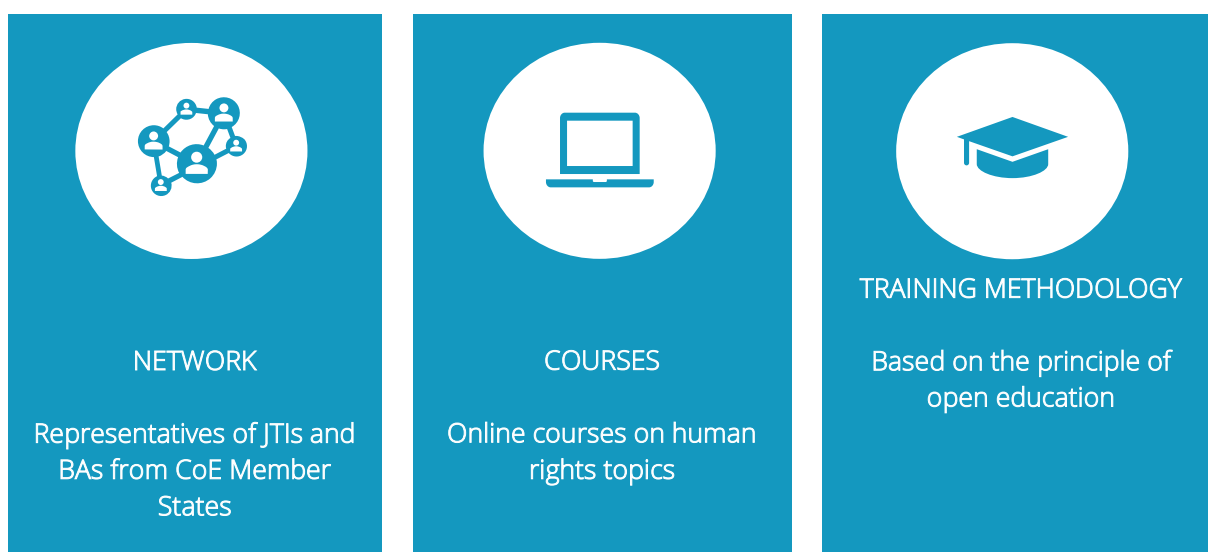 NETWORK
Representatives of JTIs and
BAs from CoE Member
States
COURSES
Online courses on human
rights topics
TRAINING METHODOLOGY
Based on the principle of
open education